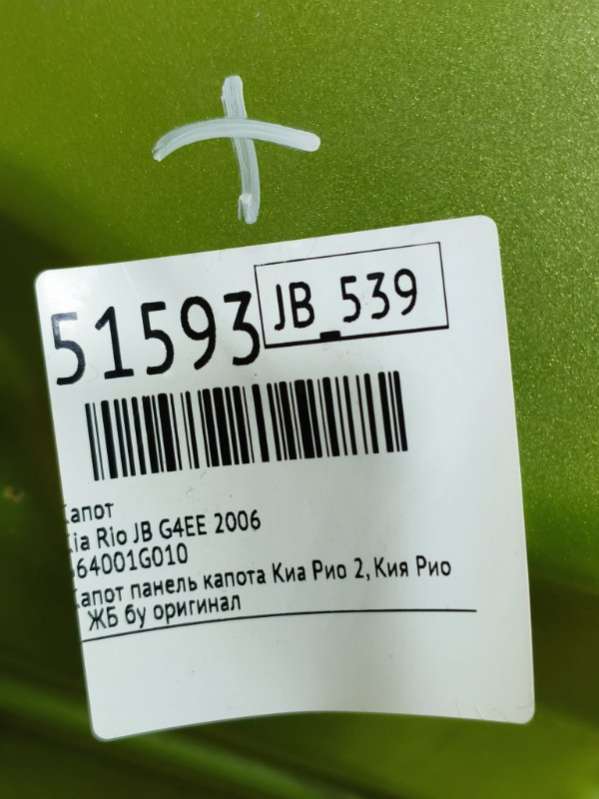 51593 JB_539
Капот
Kia Rio JB G4EE 2006
664001G010
Капот панель капота Киа Рио 2, Кия Рио
ЖБ бу оригинал